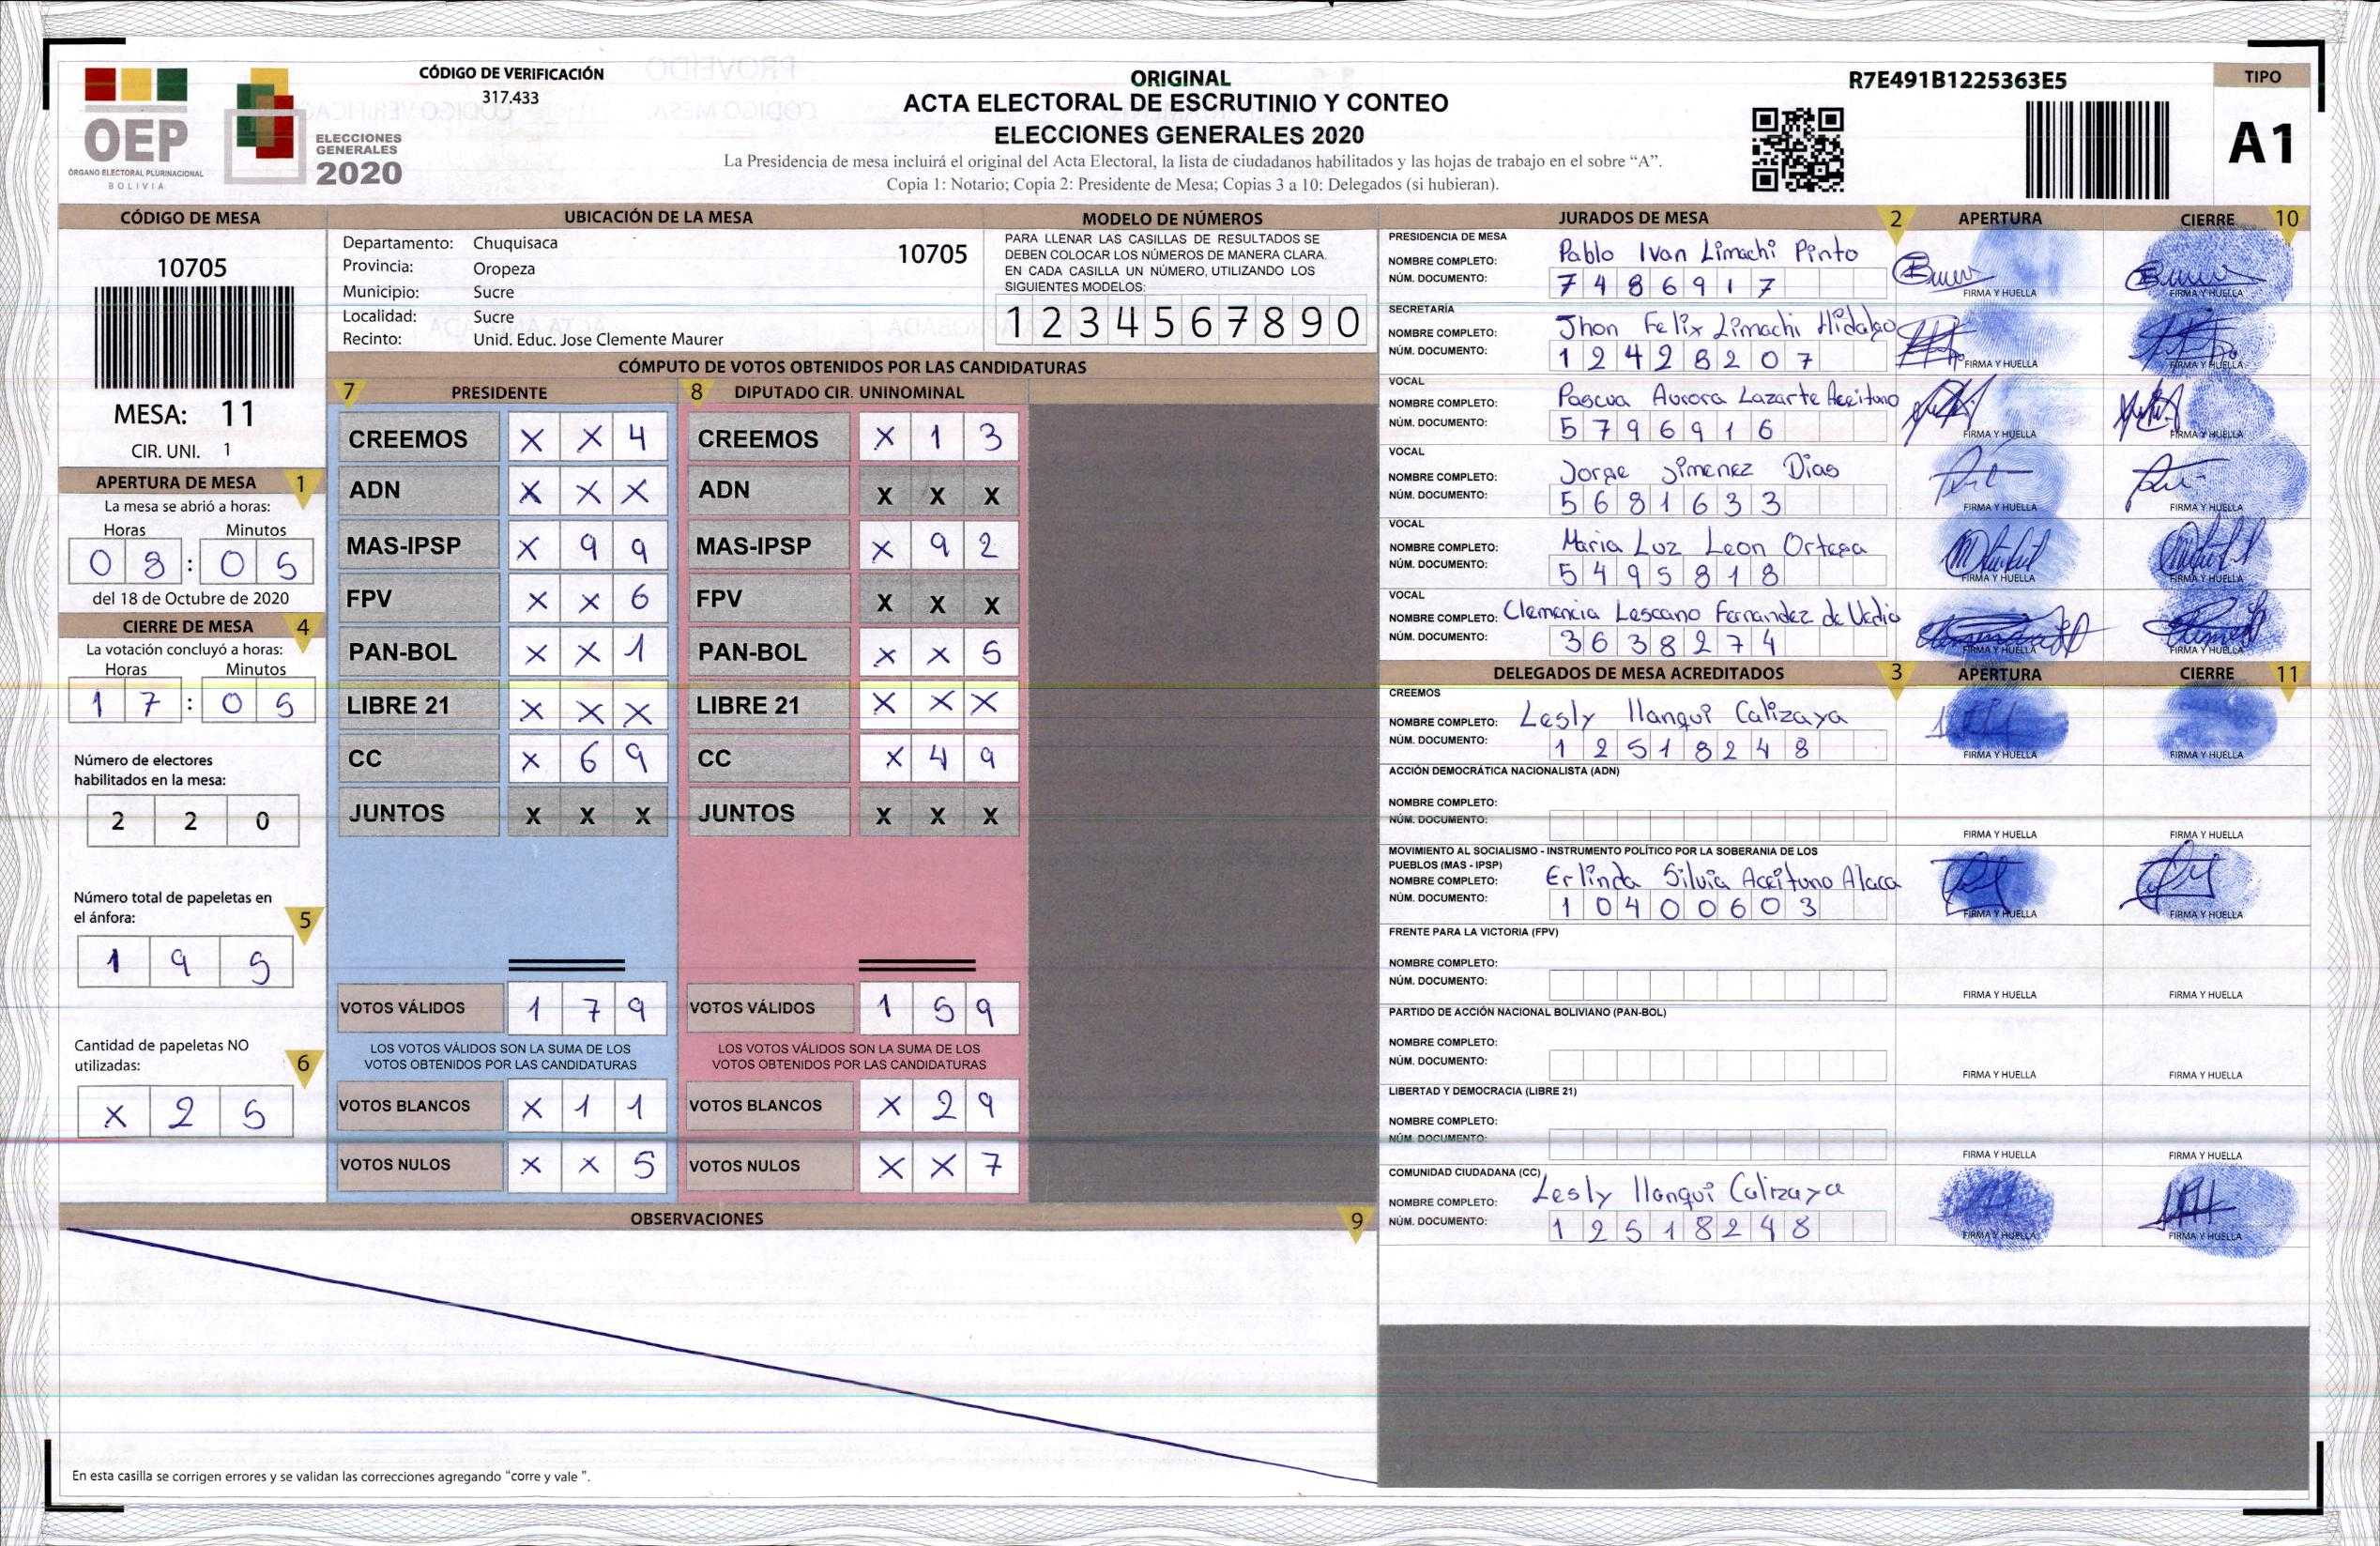 CÓDIGO DE VERIFICACIÓN
317.433
OEP
ÓRGANO ELECTORAL PLURINACIONAL
BOLIVIA
ELECCIONES
GENERALES
2020
ORIGINAL
ACTA ELECTORAL DE ESCRUTINIO Y CONTEO
ELECCIONES GENERALES 2020
La Presidencia de mesa incluirá el original del Acta Electoral, la lista de ciudadanos habilitados y las hojas de trabajo en el sobre “A”.
Copia 1: Notario; Copia 2: Presidente de Mesa; Copias 3 a 10: Delegados (si hubieran).
R7E491B1225363E5
TIPO
A1
CÓDIGO DE MESA
10705
MESA: 11
CIR. UNI. 1
APERTURA DE MESA 1
La mesa se abrió a horas:
Horas Minutos
0 8 : 0 5
del 18 de Octubre de 2020
CIERRE DE MESA 4
La votación concluyó a horas:
Horas Minutos
1 7 : 0 5
Número de electores
habilitados en la mesa:
2 2 0
Número total de papeletas en
el ánfora: 5
1 9 5
Cantidad de papeletas NO
utilizadas: 6
X 2 5
UBICACIÓN DE LA MESA
Departamento: Chuquisaca 10705
Provincia: Oropeza
Municipio: Sucre
Localidad: Sucre
Recinto: Unid. Educ. Jose Clemente Maurer
MODELO DE NÚMEROS
PARA LLENAR LAS CASILLAS DE RESULTADOS SE
DEBEN COLOCAR LOS NÚMEROS DE MANERA CLARA.
EN CADA CASILLA UN NÚMERO, UTILIZANDO LOS
SIGUIENTES MODELOS:
1 2 3 4 5 6 7 8 9 0
CÓMPUTO DE VOTOS OBTENIDOS POR LAS CANDIDATURAS
7 PRESIDENTE 8 DIPUTADO CIR. UNINOMINAL
CREEMOS X X 4 CREEMOS X 1 3
ADN X X X ADN X X X
MAS-IPSP X 9 9 MAS-IPSP X 9 2
FPV X X 6 FPV X X X
PAN-BOL X X 1 PAN-BOL X X 5
LIBRE 21 X X X LIBRE 21 X X X
CC X 6 9 CC X 4 9
JUNTOS X X X JUNTOS X X X
VOTOS VÁLIDOS 1 7 9 VOTOS VÁLIDOS 1 5 9
LOS VOTOS VÁLIDOS SON LA SUMA DE LOS LOS VOTOS VÁLIDOS SON LA SUMA DE LOS
VOTOS OBTENIDOS POR LAS CANDIDATURAS VOTOS OBTENIDOS POR LAS CANDIDATURAS
VOTOS BLANCOS X 1 1 VOTOS BLANCOS X 2 9
VOTOS NULOS X X 5 VOTOS NULOS X X 7
OBSERVACIONES 9
En esta casilla se corrigen errores y se validan las correcciones agregando “corre y vale ”.
JURADOS DE MESA 2 APERTURA CIERRE 10
PRESIDENCIA DE MESA
NOMBRE COMPLETO: Pablo Ivan Limachi Pinto
NÚM. DOCUMENTO: 7 4 8 6 9 1 7
FIRMA Y HUELLA FIRMA Y HUELLA
SECRETARÍA
NOMBRE COMPLETO: Jhon Felix Limachi Hidalgo
NÚM. DOCUMENTO: 1 2 4 2 8 2 0 7
FIRMA Y HUELLA FIRMA Y HUELLA
VOCAL
NOMBRE COMPLETO: Pascua Aurora Lazarte Aceituno
NÚM. DOCUMENTO: 5 7 9 6 9 1 6
FIRMA Y HUELLA FIRMA Y HUELLA
VOCAL
NOMBRE COMPLETO: Jorge Jimenez Dias
NÚM. DOCUMENTO: 5 6 8 1 6 3 3
FIRMA Y HUELLA FIRMA Y HUELLA
VOCAL
NOMBRE COMPLETO: Maria Luz Leon Ortega
NÚM. DOCUMENTO: 5 4 9 5 8 1 8
FIRMA Y HUELLA FIRMA Y HUELLA
VOCAL
NOMBRE COMPLETO: Clemencia Lescano Fernandez de
NÚM. DOCUMENTO: 3 6 3 8 2 7 4
FIRMA Y HUELLA FIRMA Y HUELLA
DELEGADOS DE MESA ACREDITADOS 3 APERTURA CIERRE 11
CREEMOS
NOMBRE COMPLETO: Lesly llanqui Calizaya
NÚM. DOCUMENTO: 1 2 5 1 8 2 4 8
FIRMA Y HUELLA FIRMA Y HUELLA
ACCIÓN DEMOCRÁTICA NACIONALISTA (ADN)
NOMBRE COMPLETO:
NÚM. DOCUMENTO:
FIRMA Y HUELLA FIRMA Y HUELLA
MOVIMIENTO AL SOCIALISMO - INSTRUMENTO POLÍTICO POR LA SOBERANIA DE LOS
PUEBLOS (MAS - IPSP)
NOMBRE COMPLETO: Erlinda Silvia Aceituno Alaca
NÚM. DOCUMENTO: 1 0 4 0 0 6 0 3
FIRMA Y HUELLA FIRMA Y HUELLA
FRENTE PARA LA VICTORIA (FPV)
NOMBRE COMPLETO:
NÚM. DOCUMENTO:
FIRMA Y HUELLA FIRMA Y HUELLA
PARTIDO DE ACCIÓN NACIONAL BOLIVIANO (PAN-BOL)
NOMBRE COMPLETO:
NÚM. DOCUMENTO:
FIRMA Y HUELLA FIRMA Y HUELLA
LIBERTAD Y DEMOCRACIA (LIBRE 21)
NOMBRE COMPLETO:
NÚM. DOCUMENTO:
FIRMA Y HUELLA FIRMA Y HUELLA
COMUNIDAD CIUDADANA (CC)
NOMBRE COMPLETO: Lesly llanqui Calizaya
NÚM. DOCUMENTO: 1 2 5 1 8 2 4 8
FIRMA Y HUELLA FIRMA Y HUELLA